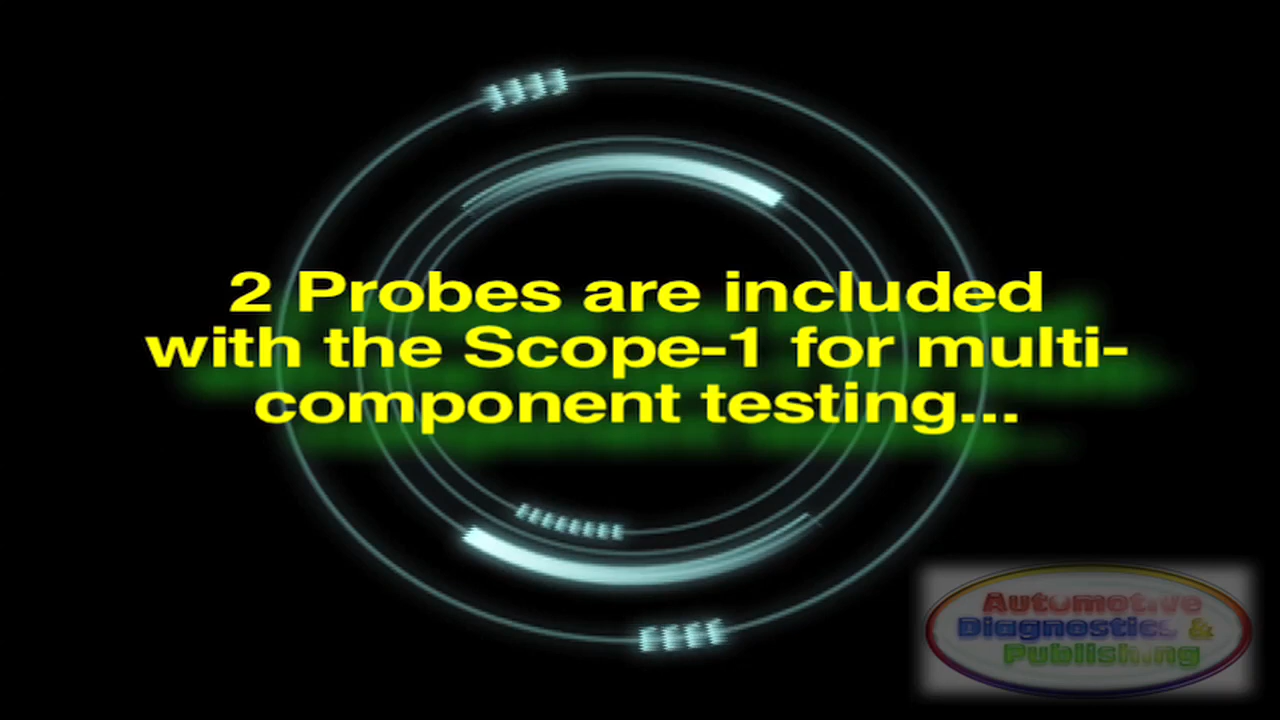 2 Probes are included
with the Scope-1 for multi-
component testing...
Automotive
Diagnostics &
Publishing